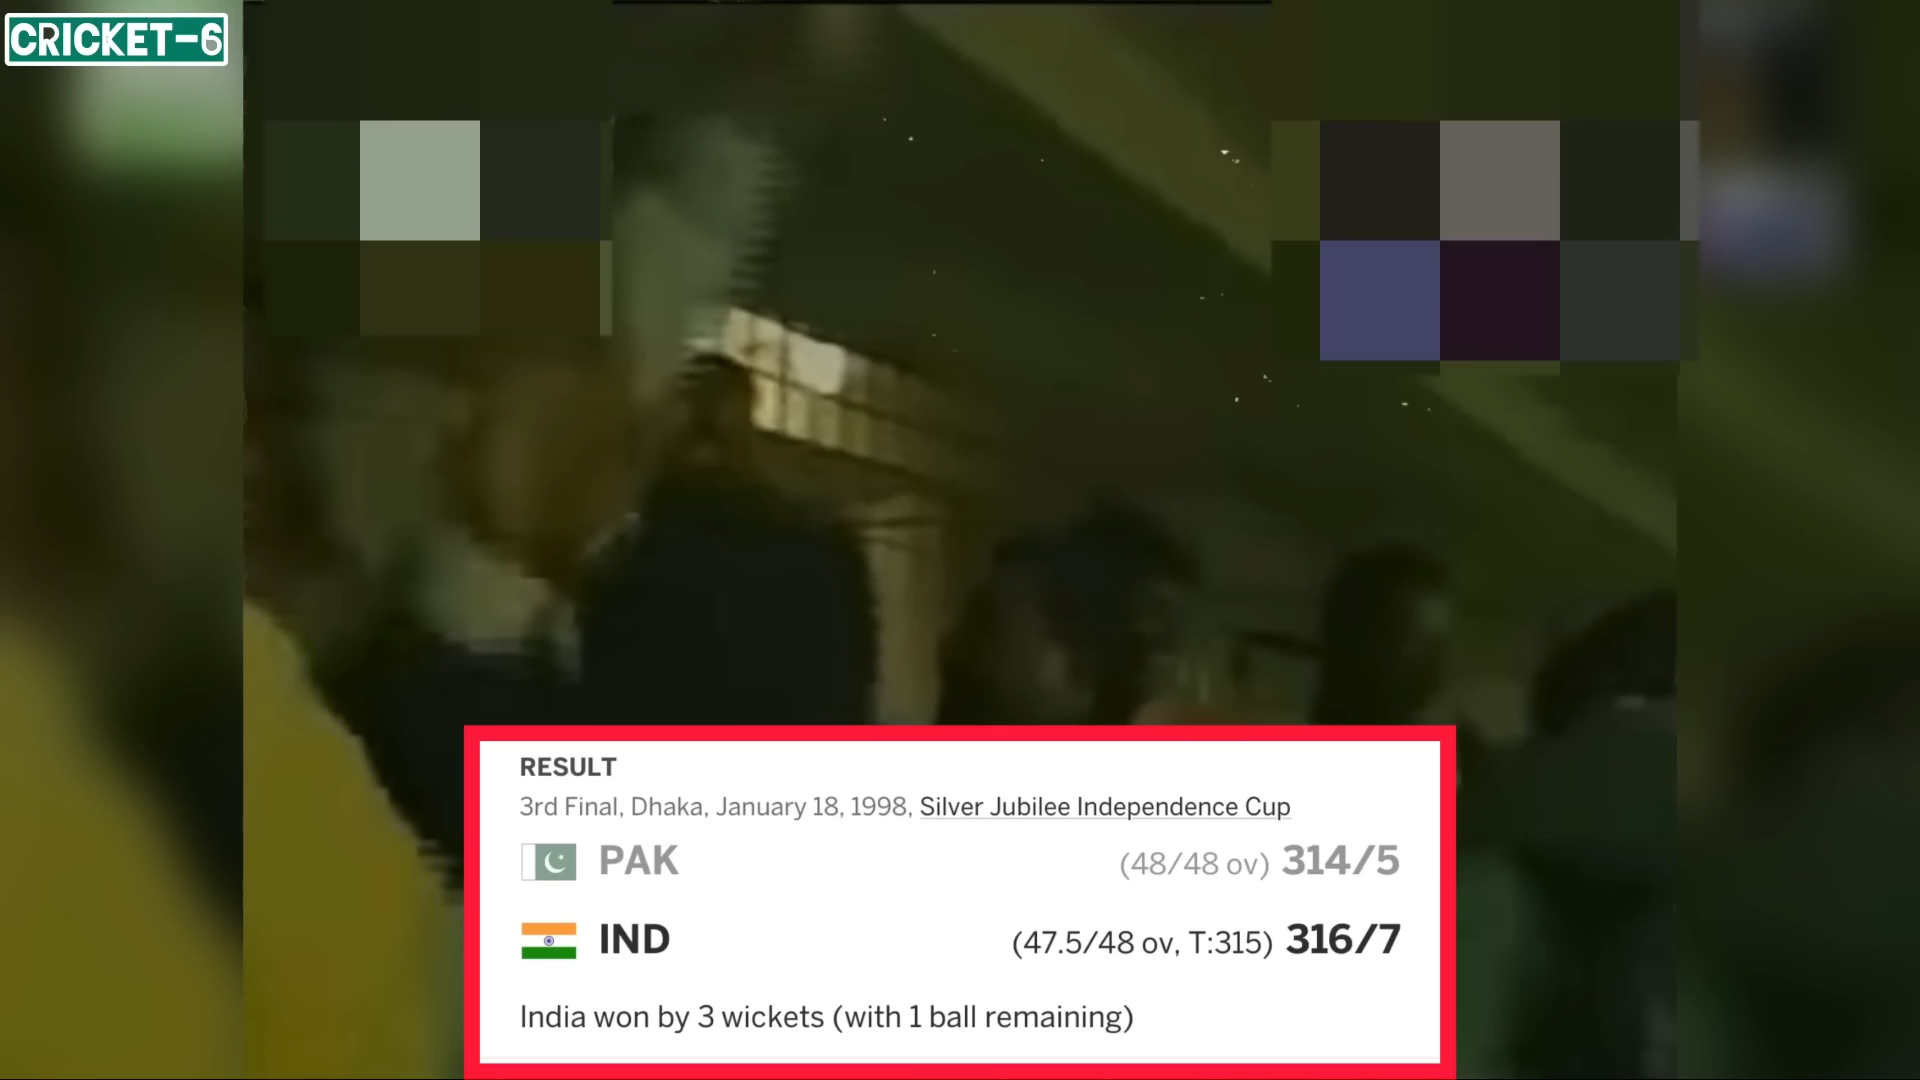 CRICKET-6
RESULT
3rd Final, Dhaka, January 18, 1998, Silver Jubilee Independence Cup
PAK (48/48 ov) 314/5
IND (47.5/48 ov, T:315) 316/7
India won by 3 wickets (with 1 ball remaining)